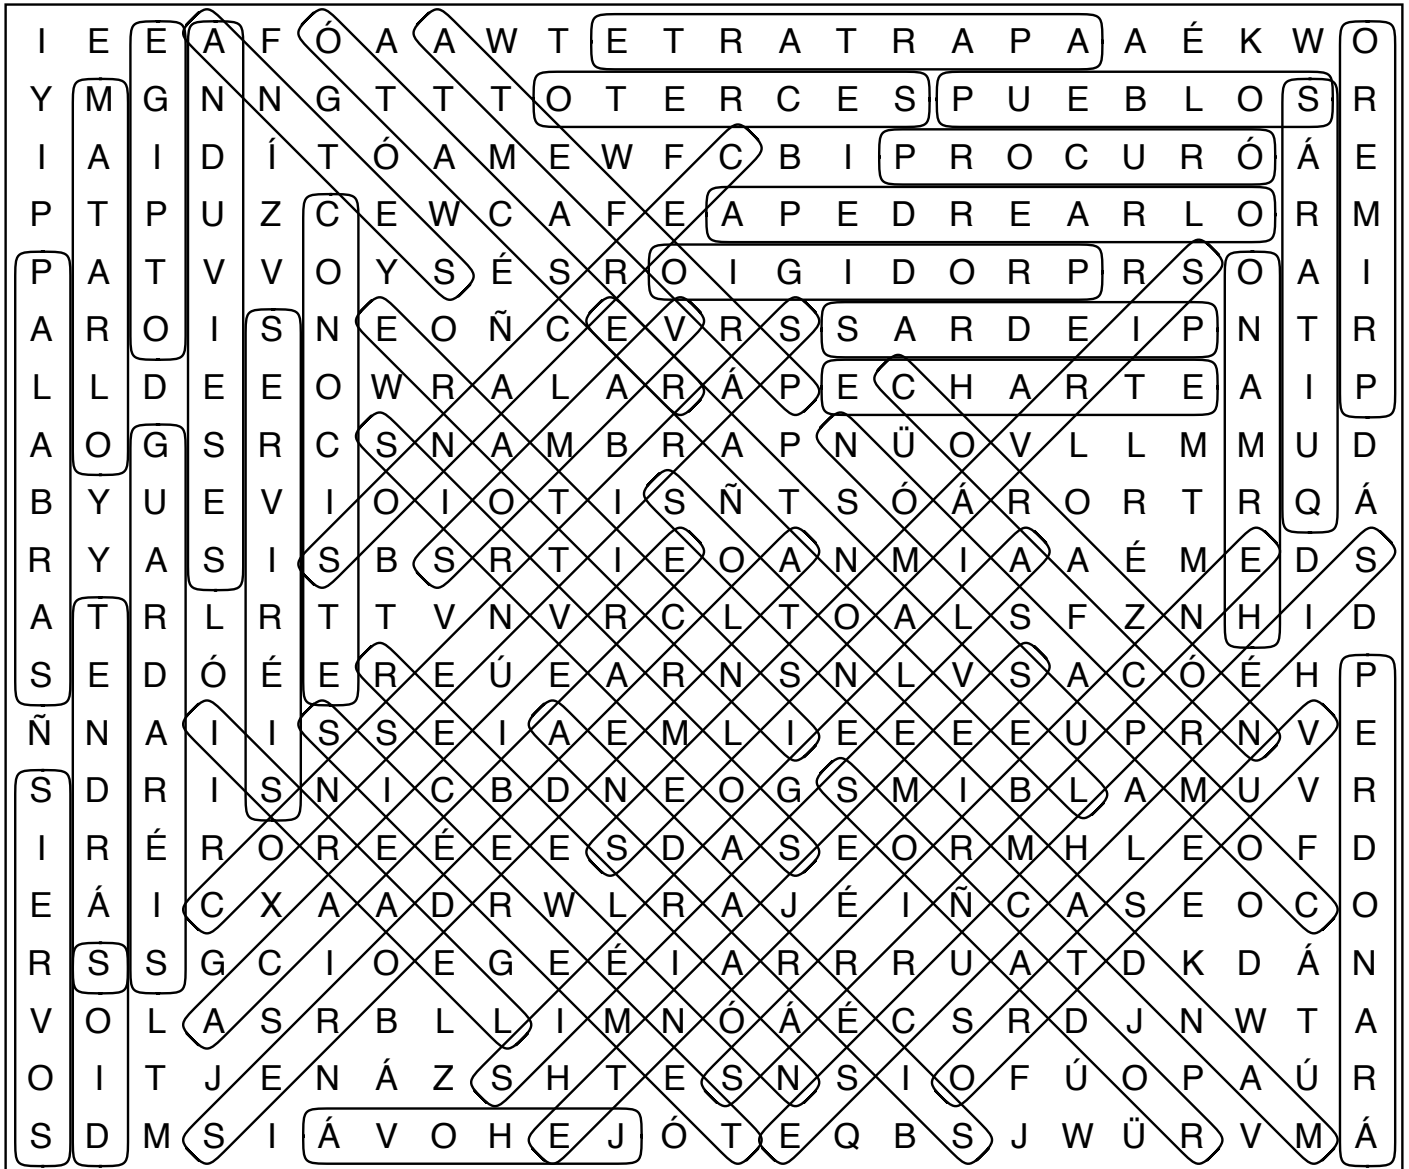 I E E A F Ó A A W T E T R A T R A P A A É K W O
Y M G N N G T T T O T E R C E S P U E B L O S R
I A I D Í T Ó A M E W F C B I P R O C U R Ó Á E
P T P U Z C E W C A F E A P E D R E A R L O R M
P A T V V O Y S É S R O I G I D O R P R S O A I
A R O I S N E O Ñ C E V R S S A R D E I P N T R
L L D E E O W R A L A R Á P E C H A R T E A I P
A O G S R C S N A M B R A P N Ü O V L L M M U D
B Y U E V I O I O T I S Ñ T S Ó Á R O R T R Q Á
R Y A S I S B S R T I E O A N M I A A É M E D S
A T R L R T T V N V R C L T O A L S F Z N H I D
S E D Ó É E R E Ú E A R N S N L V S A C Ó É H P
Ñ N A I I S S E I A E M L I E E E E U P R N V E
S D R I S N I C B D N E O G S M I B L A M U V R
I R É R O R E É E E S D A S E O R M H L E O F D
E Á I C X A A D R W L R A J É I Ñ C A S E O C O
R S S G C I O E G E É I A R R R U A T D K D Á N
V O L A S R B L L I M N Ó Á É C S R D J N W T A
O I T J E N Á Z S H T E S N S I O F Ú O P A Ú R
S D M S I Á V O H E J Ó T E Q B S J W Ü R V M Á